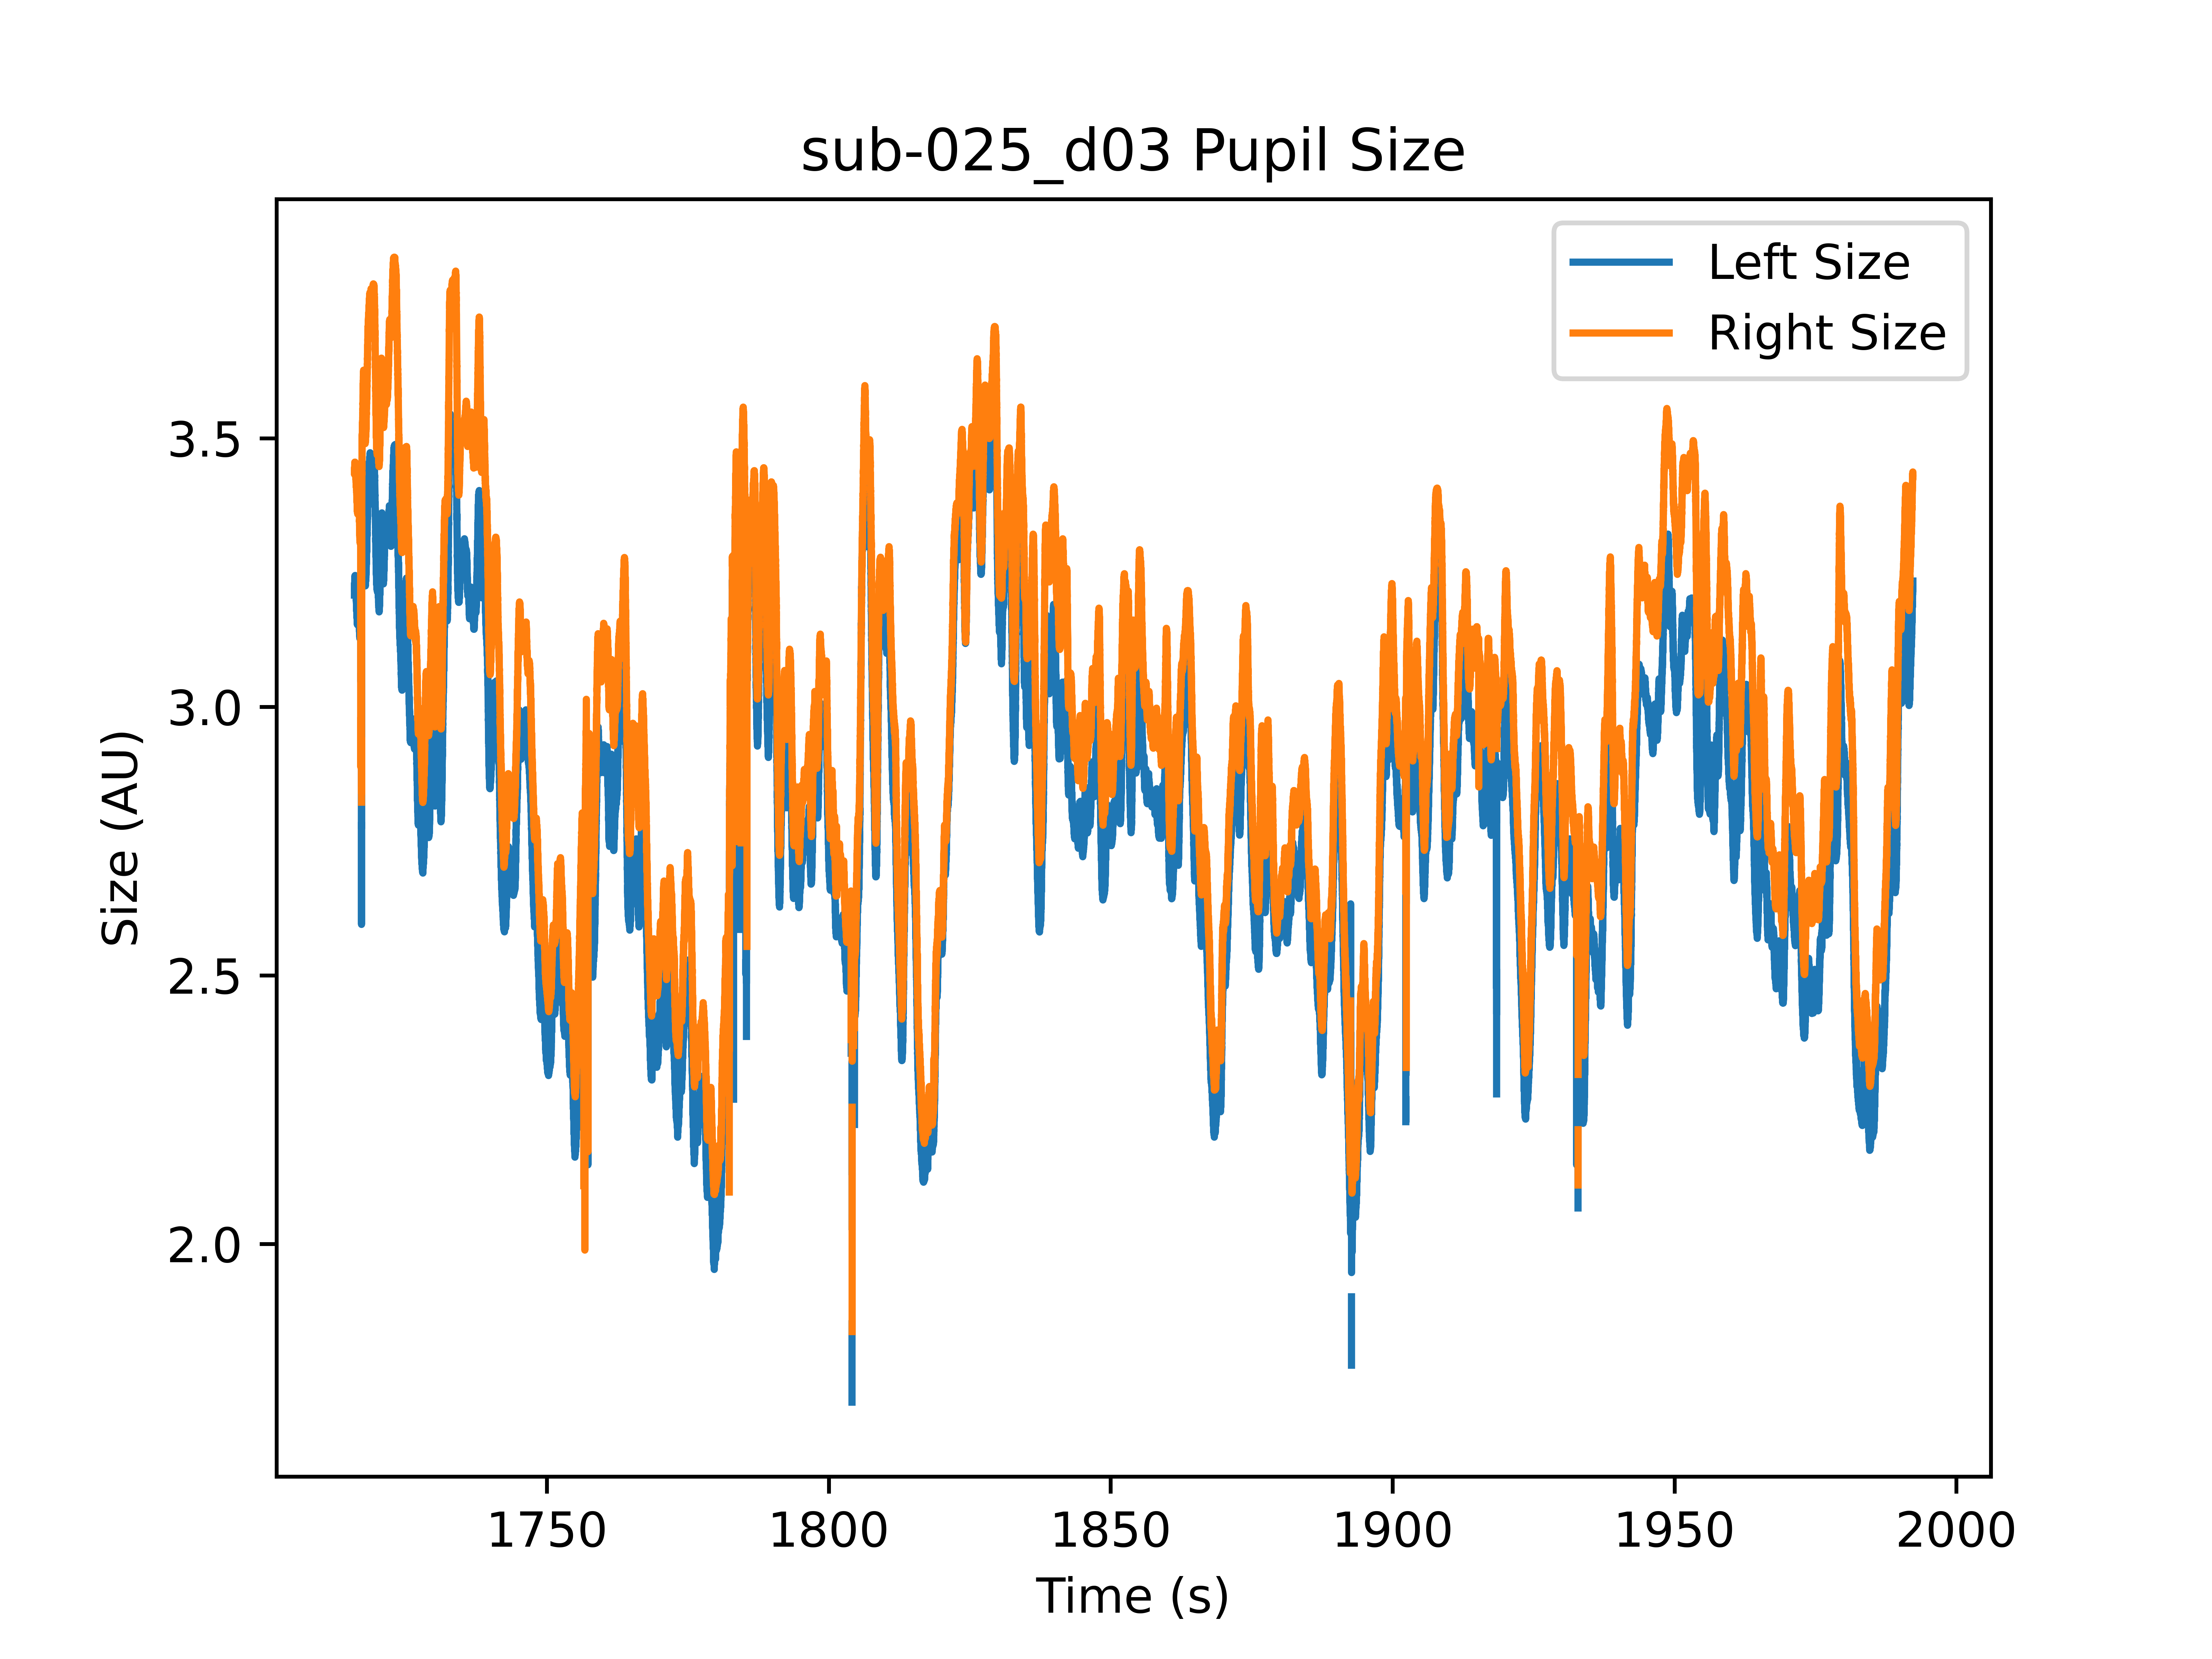 sub-025_d03 Pupil Size
Left Size
Right Size
3.5
3.0
2.5
2.0
Size (AU)
1750
1800
1850
1900
1950
2000
Time (s)